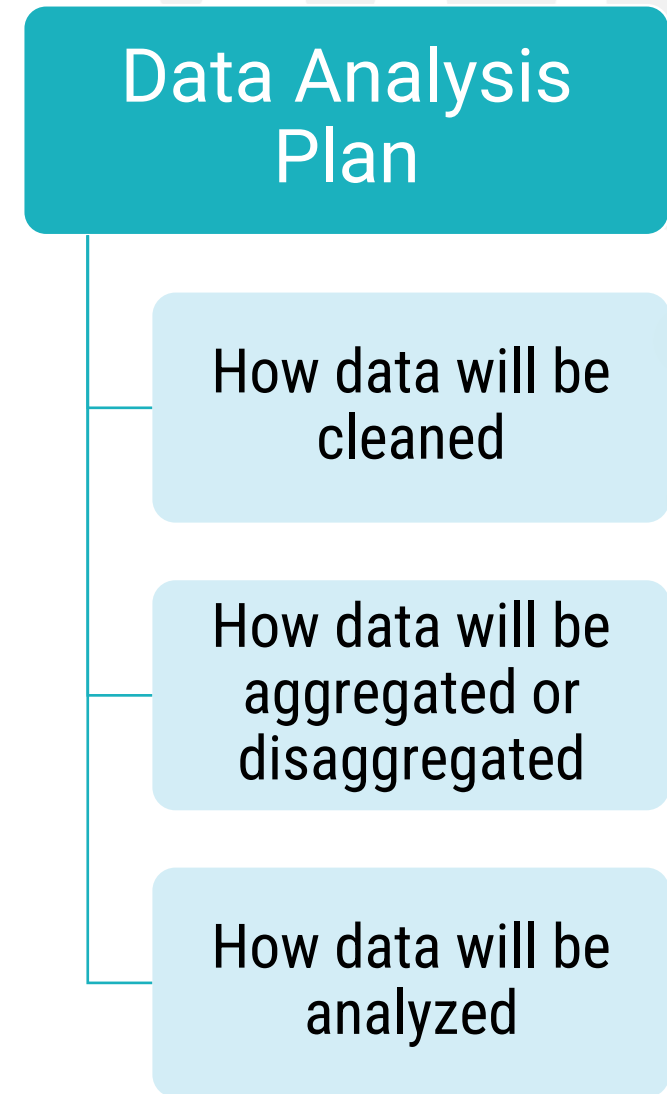 Data Analysis
Plan
How data will be
cleaned
How data will be
aggregated or
disaggregated
How data will be
analyzed